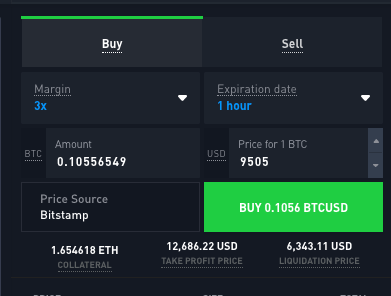 Buy
Sell
Margin
3x
Expiration date
1 hour
BTC
Amount
0.10556549
USD
Price for 1 BTC
9505
Price Source
Bitstamp
BUY 0.1056 BTCUSD
1.654618 ETH
COLLATERAL
12,686.22 USD
TAKE PROFIT PRICE
6,343.11 USD
LIQUIDATION PRICE